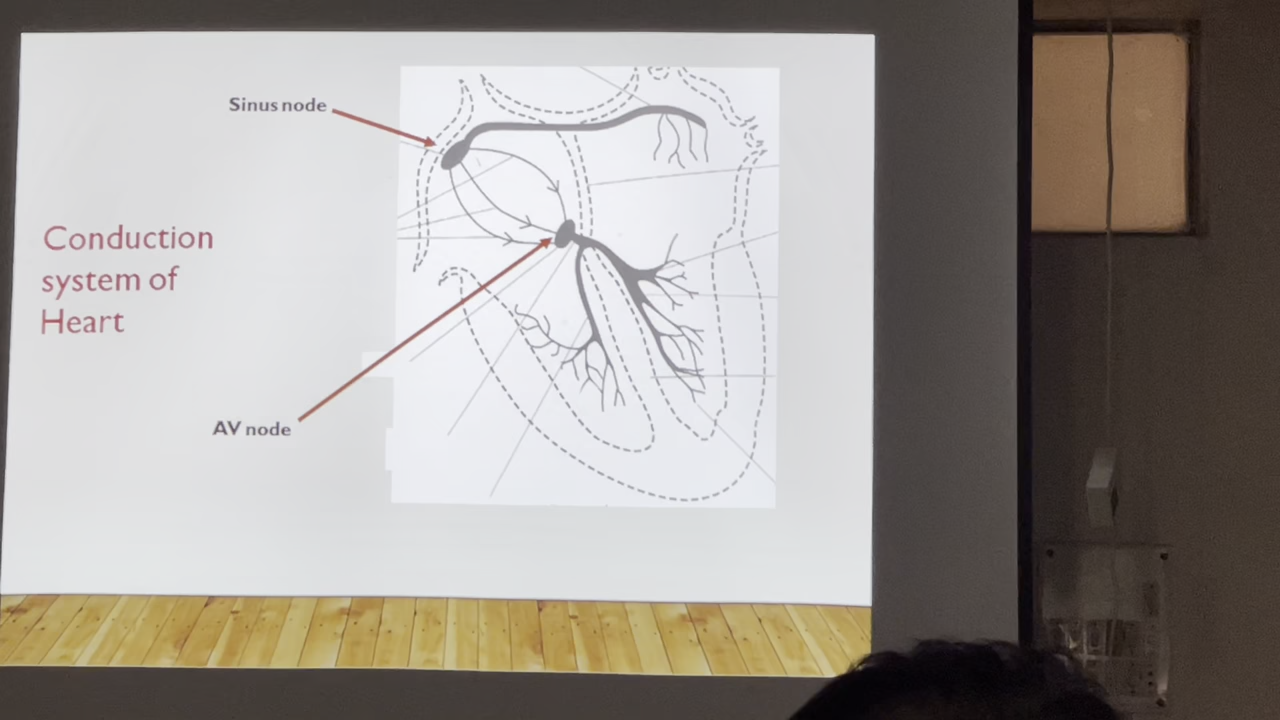 Sinus node
Conduction
system of
Heart
AV node